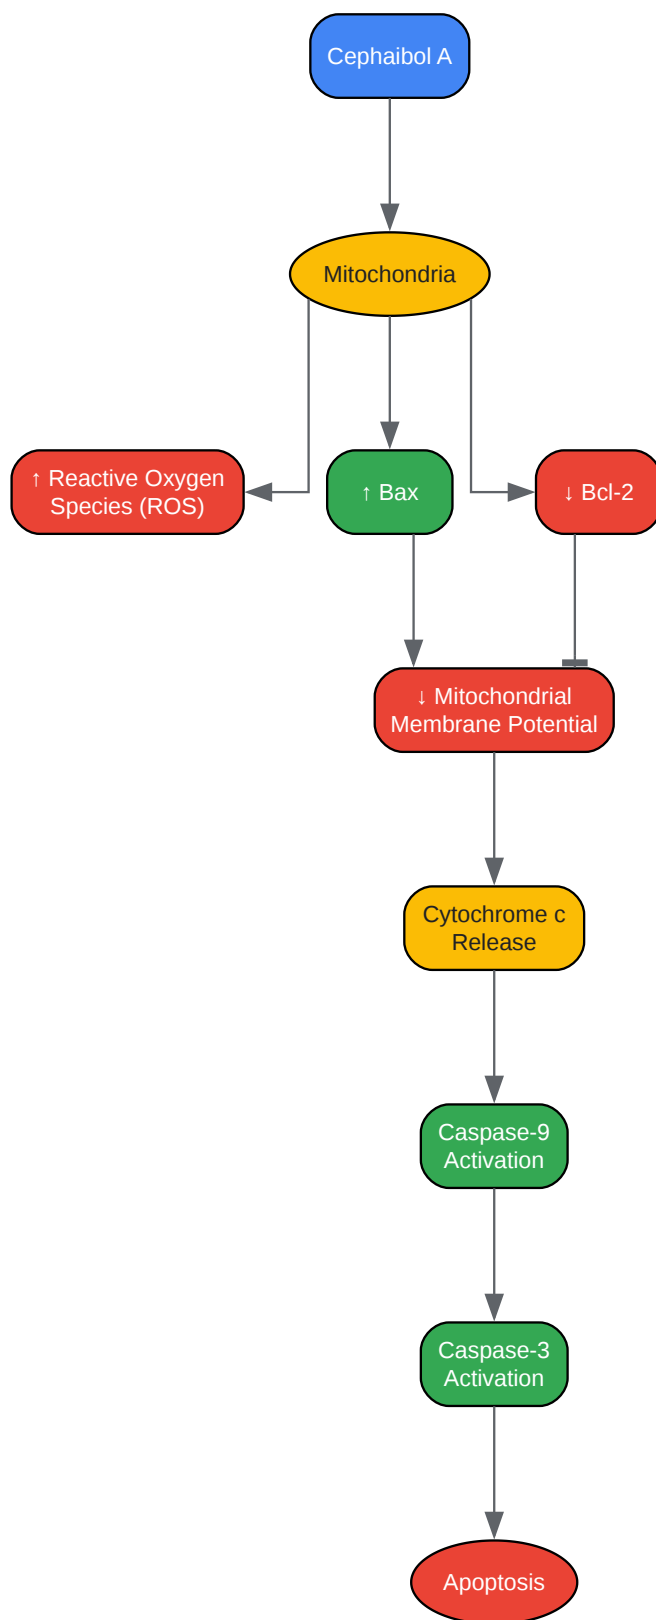 Cephaibol A
Mitochondria
↑ Reactive Oxygen
Species (ROS)
↑ Bax
↓ Bcl-2
↓ Mitochondrial
Membrane Potential
Cytochrome c
Release
Caspase-9
Activation
Caspase-3
Activation
Apoptosis